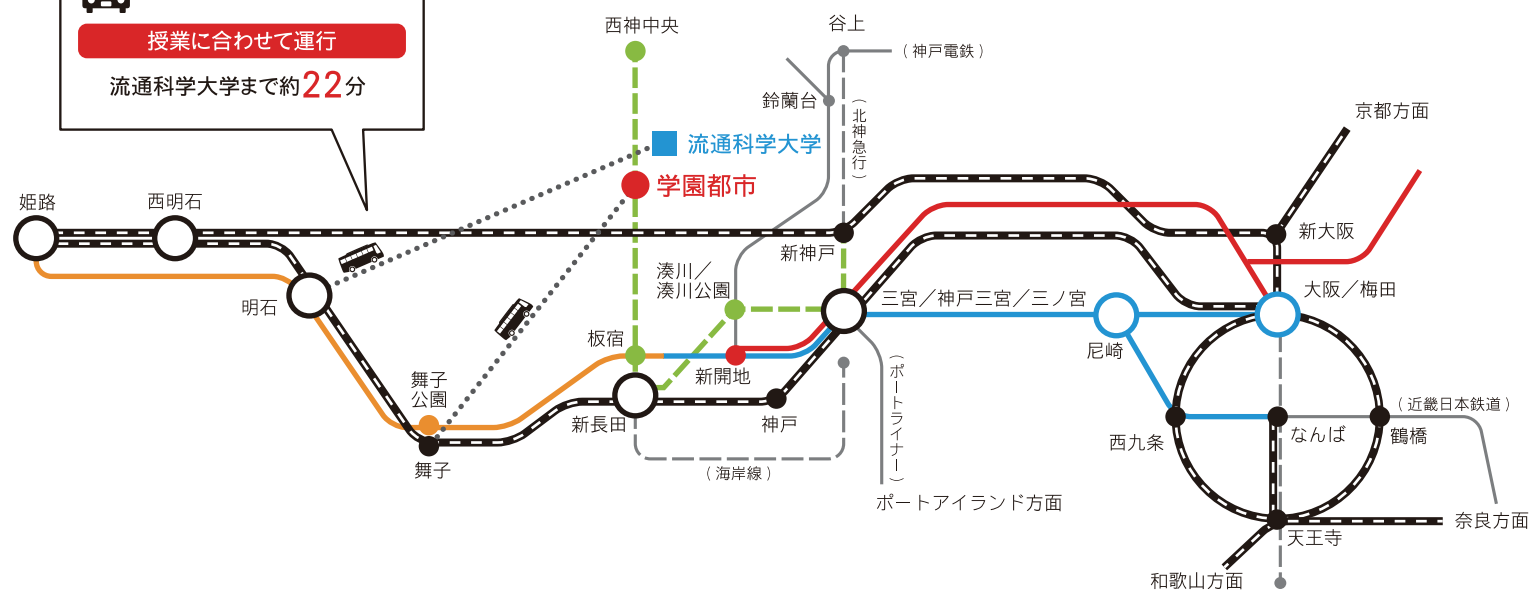 授業に合わせて運行
流通科学大学まで約22分
西神中央
谷上
（神戸電鉄）
鈴蘭台
（北神急行）
京都方面
流通科学大学
学園都市
姫路
西明石
新神戸
新大阪
湊川／
湊川公園
明石
三宮／神戸三宮／三ノ宮
大阪／梅田
板宿
尼崎
新開地
舞子
公園
（ポートライナー）
新長田
神戸
（近畿日本鉄道）
西九条
なんば
鶴橋
舞子
（海岸線）
ポートアイランド方面
奈良方面
天王寺
和歌山方面